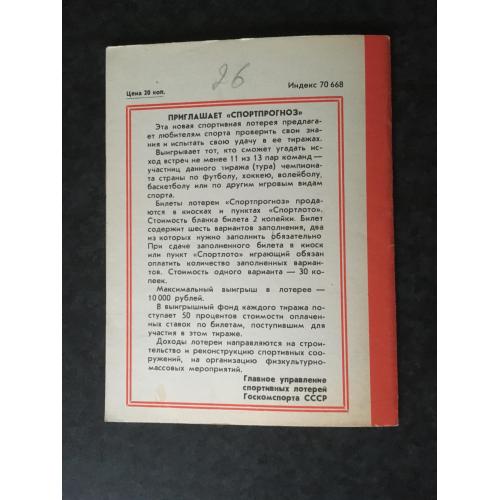 26
Цена 20 коп.
Индекс 70 668
ПРИГЛАШАЕТ «СПОРТПРОГНОЗ»
Эта новая спортивная лотерея предлага-
ет любителям спорта проверить свои зна-
ния и испытать свою удачу в ее тиражах.
Выигрывает тот, кто сможет угадать ис-
ход встреч не менее 11 из 13 пар команд —
участниц данного тиража (тура) чемпиона-
та страны по футболу, хоккею, волейболу,
баскетболу или по другим игровым видам
спорта.
Билеты лотереи «Спортпрогноз» прода-
ются в киосках и пунктах «Спортлото».
Стоимость бланка билета 2 копейки. Билет
содержит шесть вариантов заполнения, два
из которых нужно заполнить обязательно
При сдаче заполненного билета в киоск
или пункт «Спортлото» играющий обязан
оплатить количество заполненных вариан-
тов. Стоимость одного варианта — 30 ко-
пеек.
Максимальный выигрыш в лотерее —
10 000 рублей.
В выигрышный фонд каждого тиража по-
ступает 50 процентов стоимости оплачен-
ных ставок по билетам, поступившим для
участия в этом тираже.
Доходы лотереи направляются на строи-
тельство и реконструкцию спортивных соо-
ружений, на организацию физкультурно-
массовых мероприятий.
Главное управление
спортивных лотерей
Госкомспорта СССР